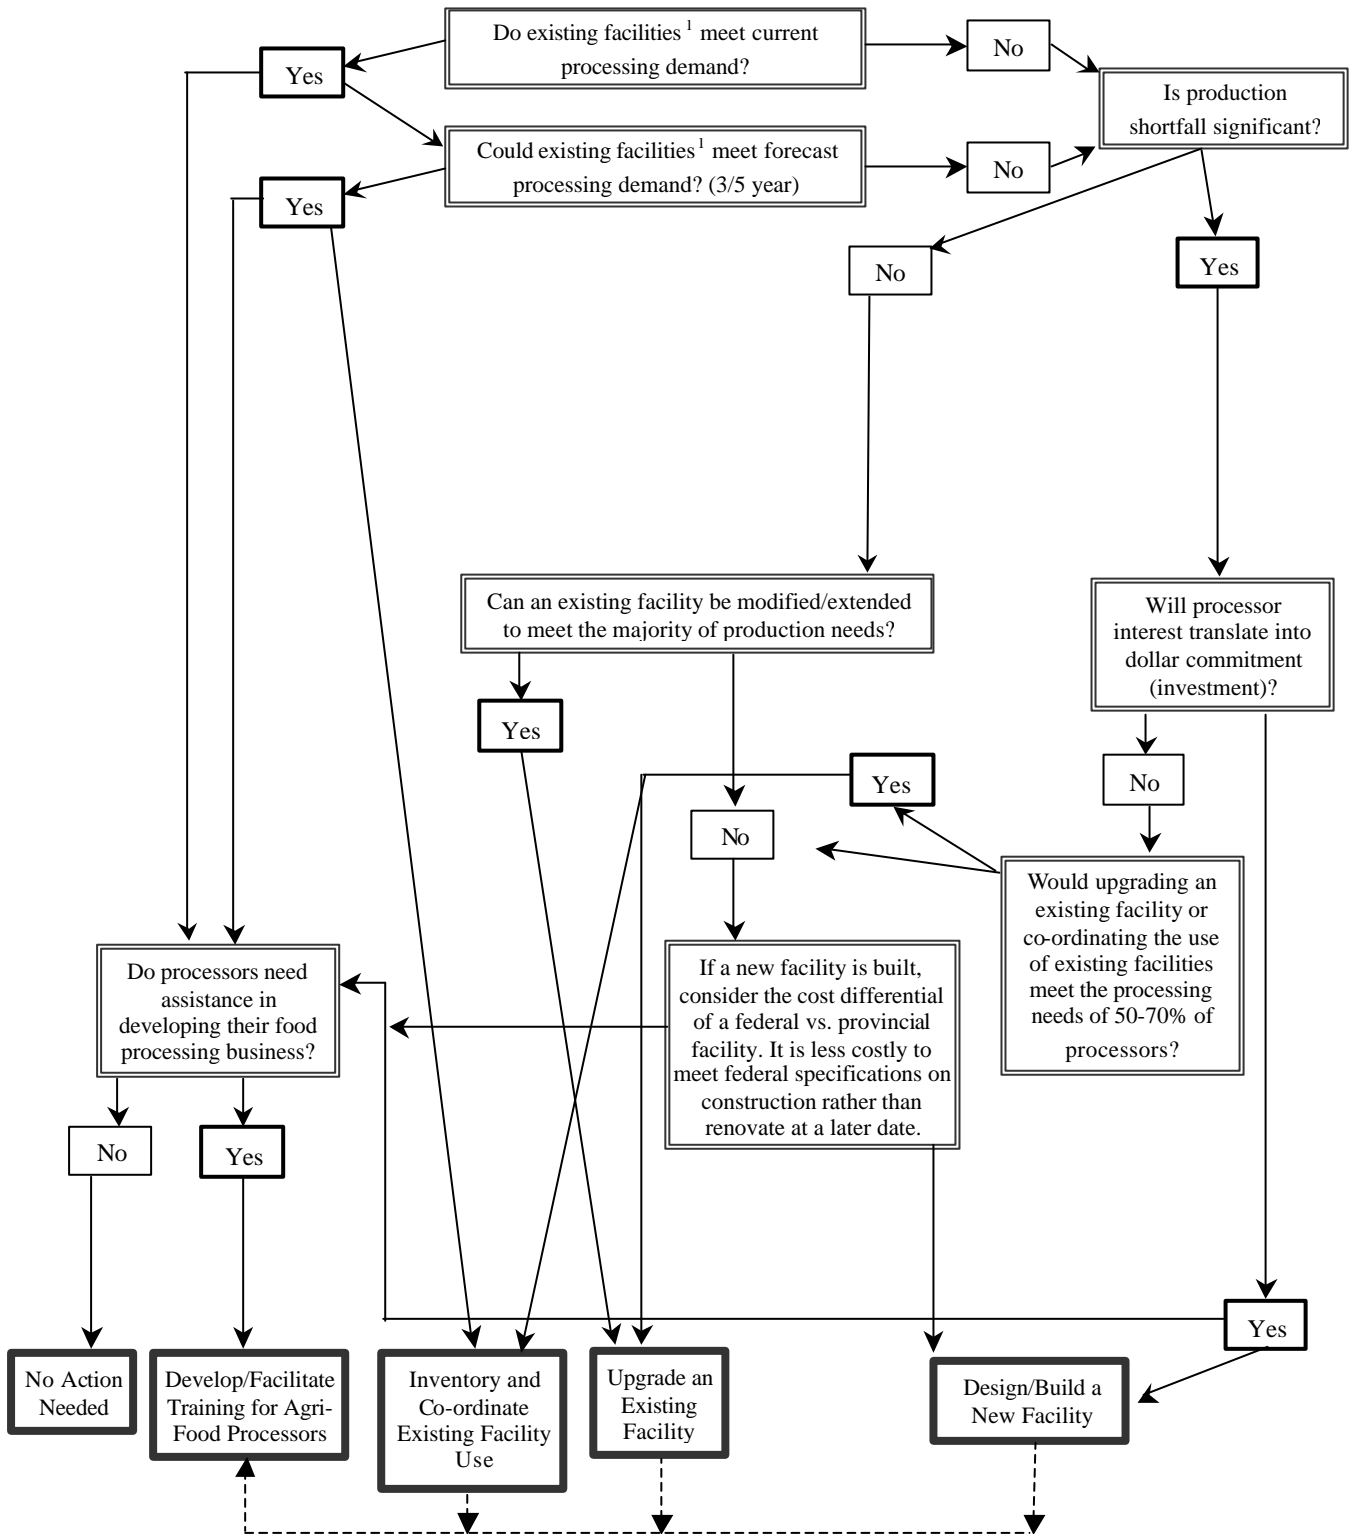 Do existing facilities 1 meet current
processing demand?
No
Yes
Is production
shortfall significant?
Could existing facilities 1 meet forecast
processing demand? (3/5 year)
No
Yes
No
Yes
Can an existing facility be modified/extended
to meet the majority of production needs?
Will processor
interest translate into
dollar commitment
(investment)?
Yes
Yes
No
No
Would upgrading an
existing facility or
co-ordinating the use
of existing facilities
meet the processing
needs of 50-70% of
processors?
Do processors need
assistance in
developing their food
processing business?
If a new facility is built,
consider the cost differential
of a federal vs. provincial
facility. It is less costly to
meet federal specifications on
construction rather than
renovate at a later date.
No
Yes
Yes
No Action
Needed
Develop/Facilitate
Training for Agri-
Food Processors
Inventory and
Co-ordinate
Existing Facility
Use
Upgrade an
Existing
Facility
Design/Build a
New Facility